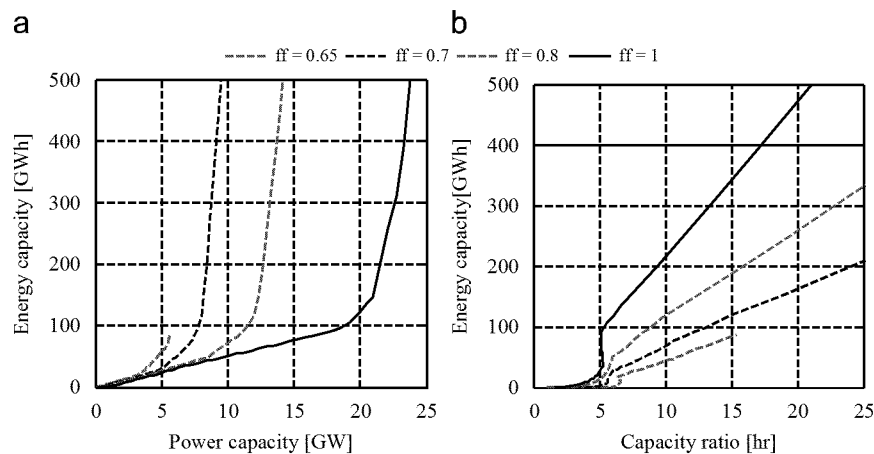 a
b
ff = 0.65 ff = 0.7 ff = 0.8 ff = 1
Energy capacity [GWh]
500
400
300
200
100
0
0 5 10 15 20 25
Power capacity [GW]
Energy capacity[GWh]
500
400
300
200
100
0
0 5 10 15 20 25
Capacity ratio [hr]